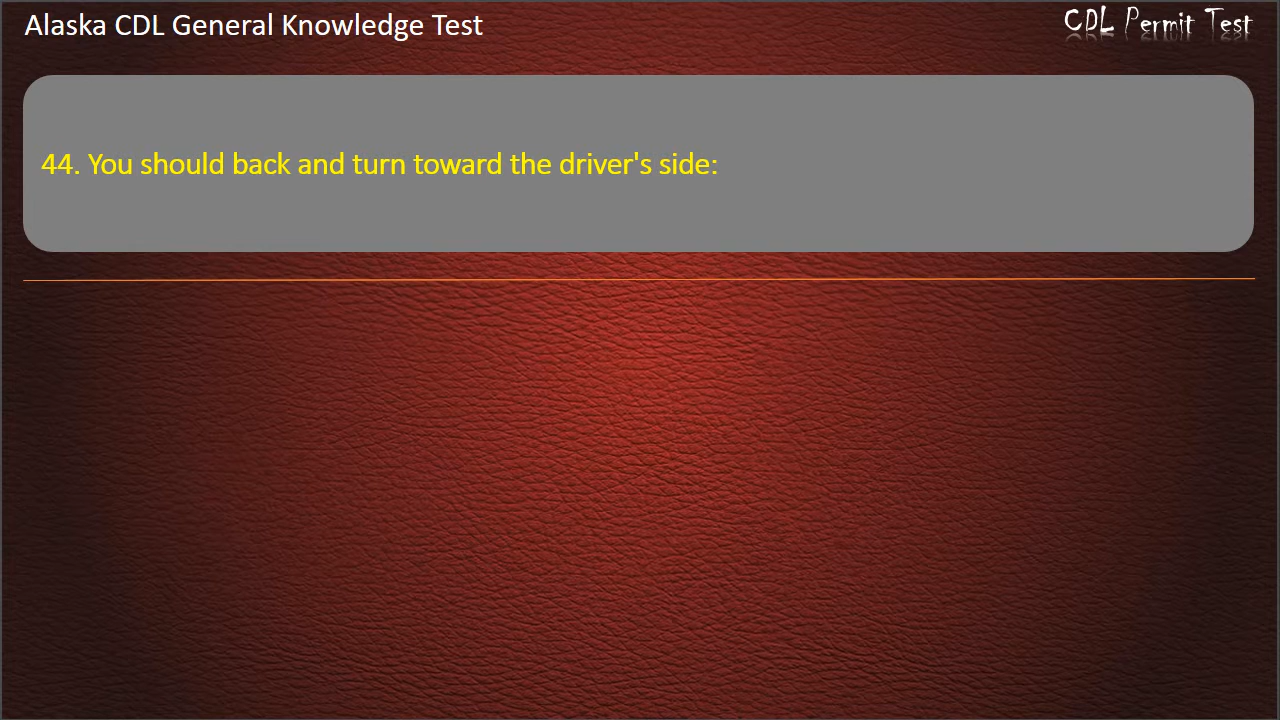 Alaska CDL General Knowledge Test
CDL Permit Test
44. You should back and turn toward the driver's side: